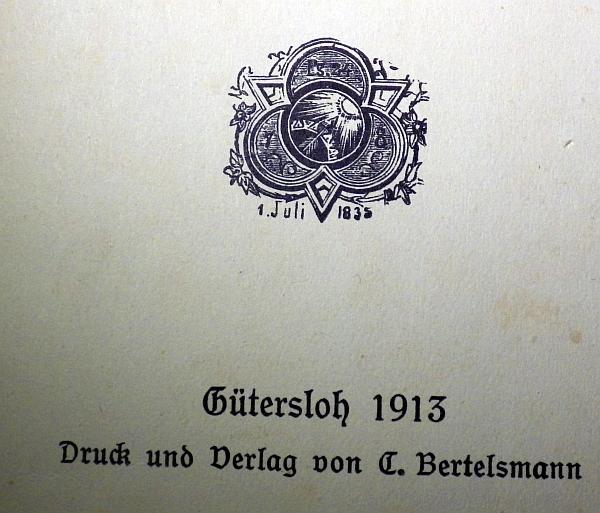 1. Juli 1835
Gütersloh 1913
Druck und Verlag von C. Bertelsmann